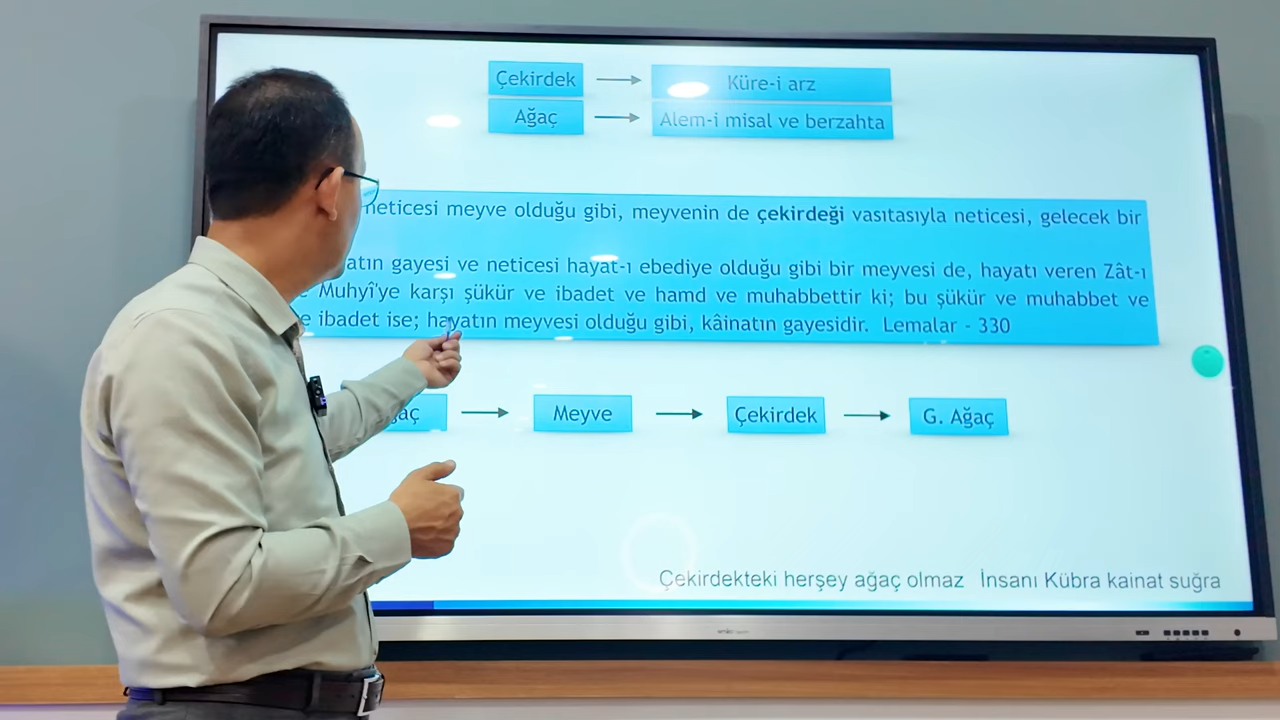 Çekirdek Küre-i arz
Ağaç Alem-i misal ve berzahta
neticesi meyve olduğu gibi, meyvenin de çekirdeği vasıtasıyla neticesi, gelecek bir
gayesi ve neticesi hayat-ı ebediye olduğu gibi bir meyvesi de, hayatı veren Zât-ı
Muhyî'ye karşı şükür ve ibadet ve hamd ve muhabbettir ki; bu şükür ve muhabbet ve
ibadet ise; hayatın meyvesi olduğu gibi, kâinatın gayesidir. Lemalar - 330
Meyve Çekirdek G. Ağaç
Çekirdekteki herşey ağaç olmaz İnsanı Kübra kainat suğra